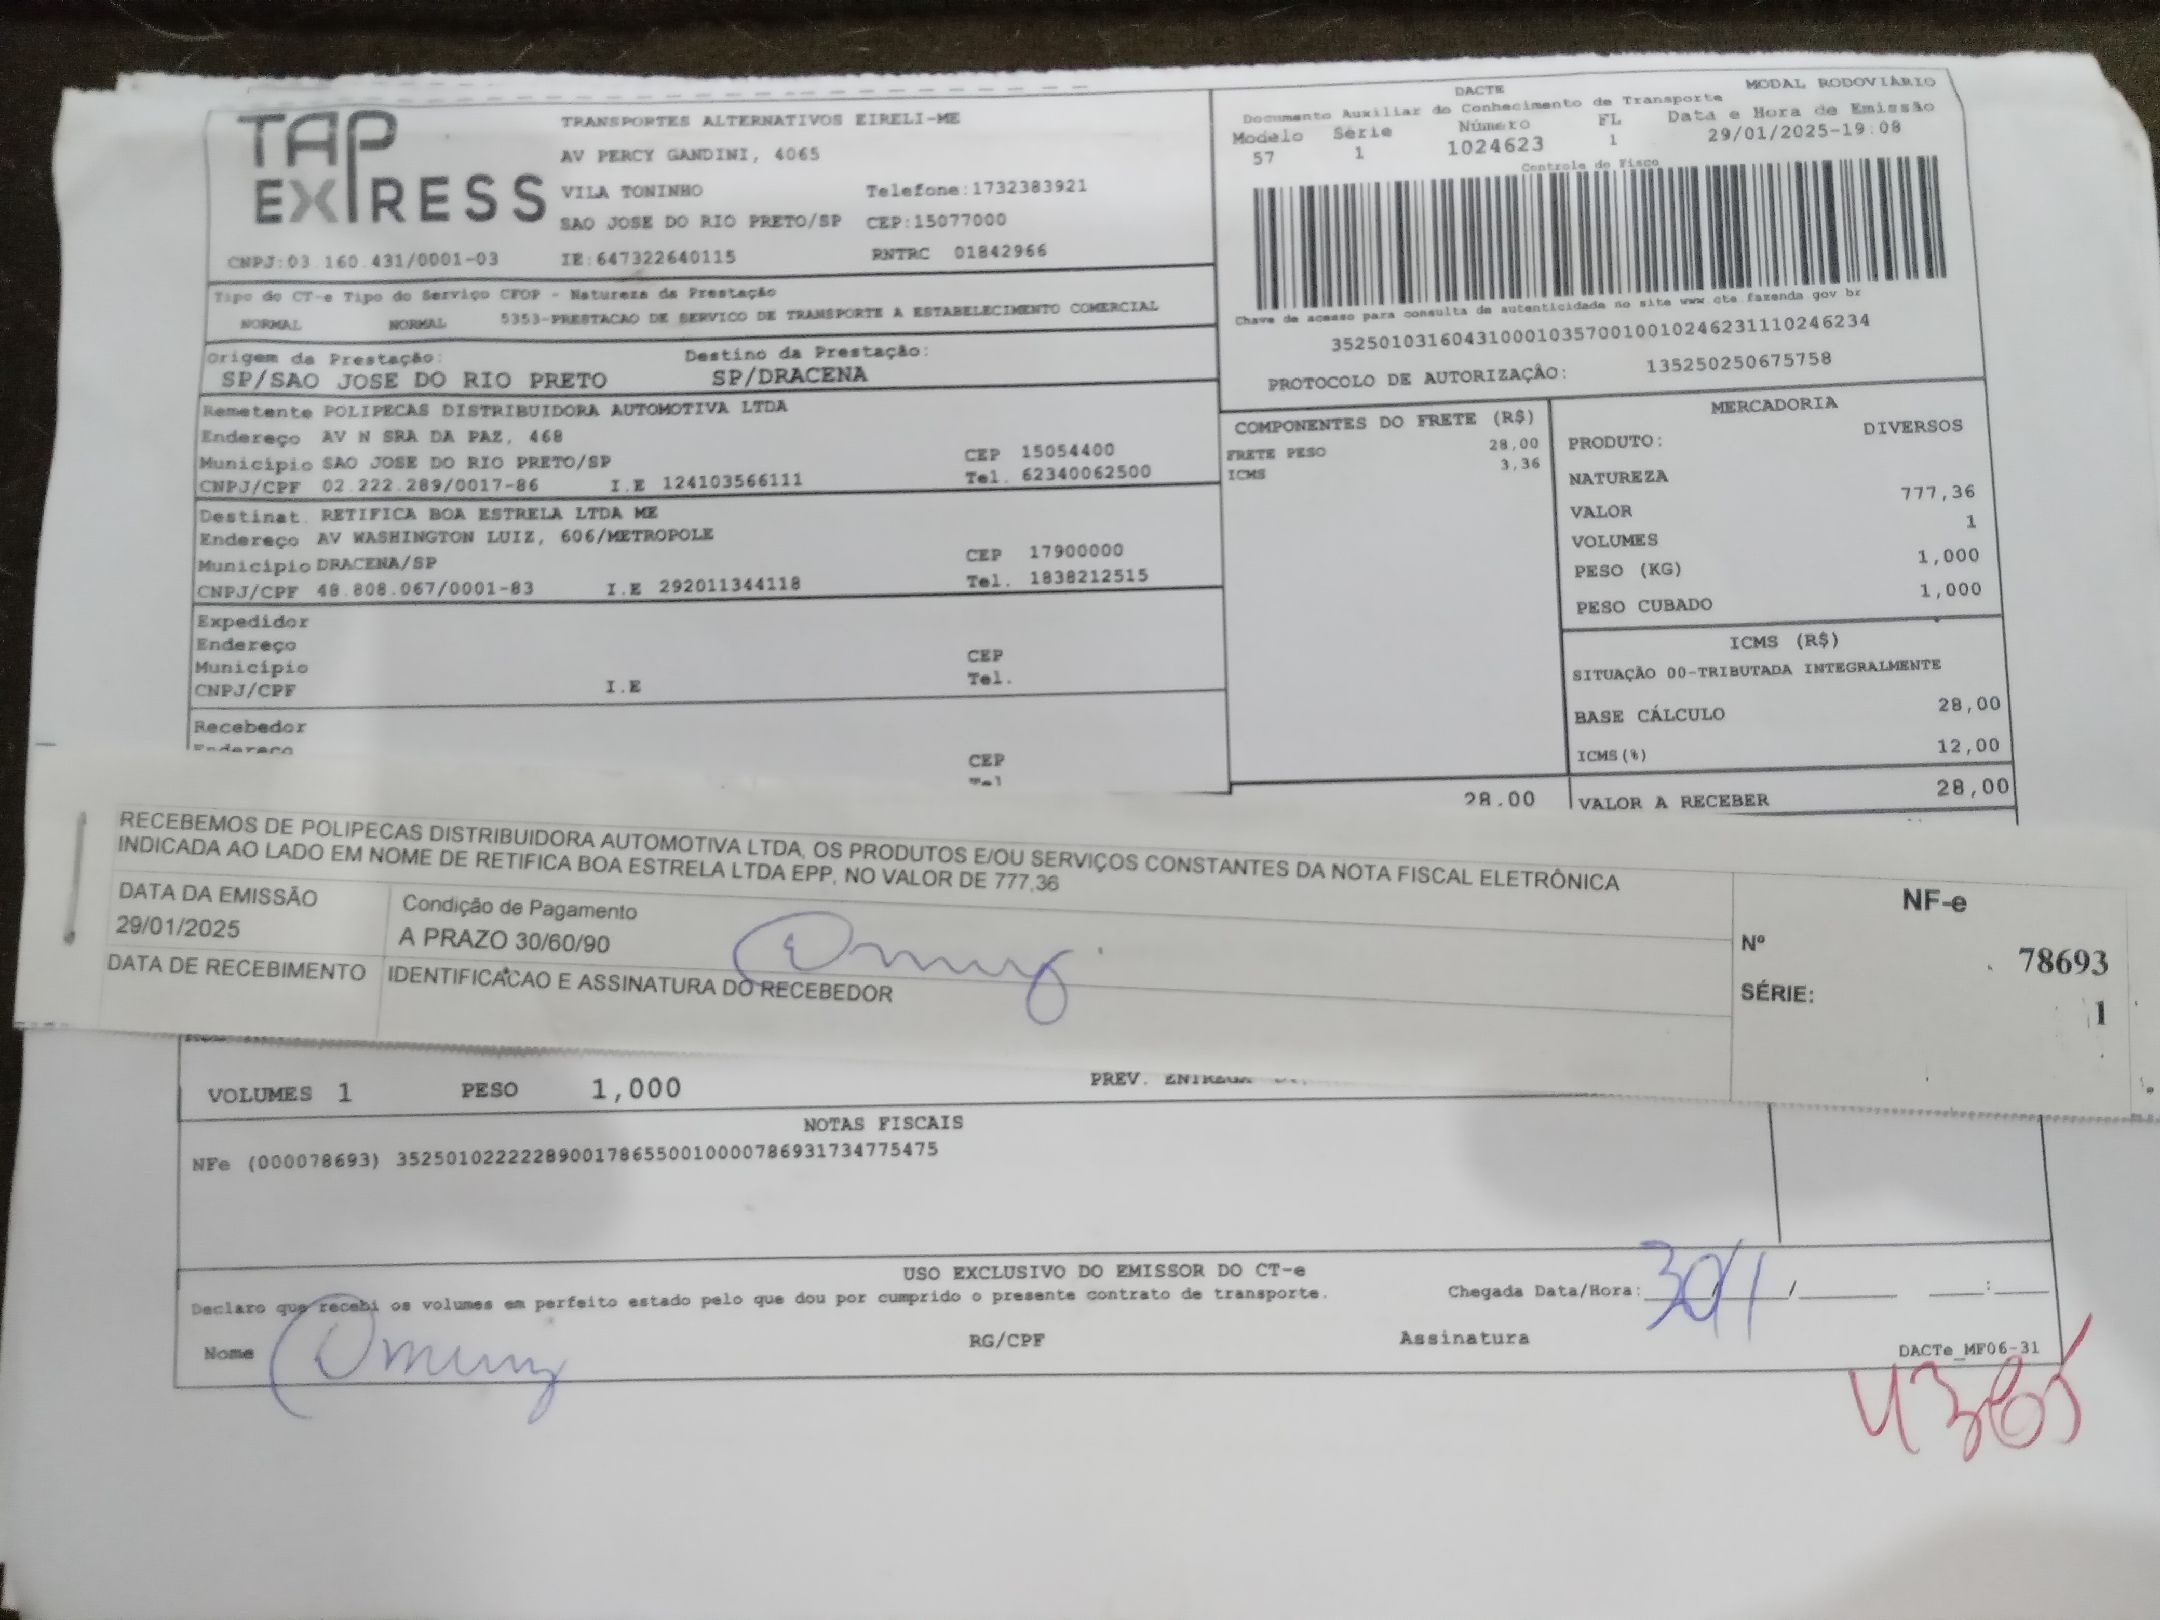 TAP EXPRESS
TRANSPORTES ALTERNATIVOS EIRELI-ME
AV PERCY GANDINI, 4065
VILA TONINHO Telefone:1732383921
SAO JOSE DO RIO PRETO/SP CEP:15077000
CNPJ:03.160.431/0001-03 IE:647322640115 RNTRC 01842966
DACTE MODAL RODOVIÁRIO
Documento Auxiliar do Conhecimento de Transporte
Modelo Série Número FL Data e Hora de Emissão
57 1 1024623 1 29/01/2025-19:08
Controle do Fisco
Chave de acesso para consulta de autenticidade no site www.cte.fazenda.gov.br
35250103160431000103570010010246231110246234
PROTOCOLO DE AUTORIZAÇÃO: 135250250675758
Tipo do CT-e Tipo do Serviço CFOP - Natureza da Prestação
NORMAL NORMAL 5353-PRESTACAO DE SERVICO DE TRANSPORTE A ESTABELECIMENTO COMERCIAL
Origem da Prestação: Destino da Prestação:
SP/SAO JOSE DO RIO PRETO SP/DRACENA
Remetente POLIPECAS DISTRIBUIDORA AUTOMOTIVA LTDA
Endereço AV N SRA DA PAZ, 468
Município SAO JOSE DO RIO PRETO/SP CEP 15054400
CNPJ/CPF 02.222.289/0017-86 I.E 124103566111 Tel. 62340062500
Destinat. RETIFICA BOA ESTRELA LTDA ME
Endereço AV WASHINGTON LUIZ, 606/METROPOLE
Município DRACENA/SP CEP 17900000
CNPJ/CPF 48.808.067/0001-83 I.E 292011344118 Tel. 1838212515
Expedidor
Endereço
Município CEP
CNPJ/CPF I.E Tel.
Recebedor
Endereço
CEP
Tel
COMPONENTES DO FRETE (R$)
FRETE PESO 28,00
ICMS 3,36
28,00
MERCADORIA
PRODUTO: DIVERSOS
NATUREZA
VALOR 777,36
VOLUMES 1
PESO (KG) 1,000
PESO CUBADO 1,000
ICMS (R$)
SITUAÇÃO 00-TRIBUTADA INTEGRALMENTE
BASE CÁLCULO 28,00
ICMS(%) 12,00
VALOR A RECEBER 28,00
RECEBEMOS DE POLIPECAS DISTRIBUIDORA AUTOMOTIVA LTDA, OS PRODUTOS E/OU SERVIÇOS CONSTANTES DA NOTA FISCAL ELETRÔNICA
INDICADA AO LADO EM NOME DE RETIFICA BOA ESTRELA LTDA EPP, NO VALOR DE 777,36
DATA DA EMISSÃO Condição de Pagamento
29/01/2025 A PRAZO 30/60/90
DATA DE RECEBIMENTO IDENTIFICACAO E ASSINATURA DO RECEBEDOR
NF-e
Nº 78693
SÉRIE: 1
VOLUMES 1 PESO 1,000 PREV. ENTREGA
NOTAS FISCAIS
NFe (000078693) 35250102222289001786550010000786931734775475
USO EXCLUSIVO DO EMISSOR DO CT-e
Declaro que recebi os volumes em perfeito estado pelo que dou por cumprido o presente contrato de transporte. Chegada Data/Hora: 30/1
Nome RG/CPF Assinatura
DACTe_MF06-31